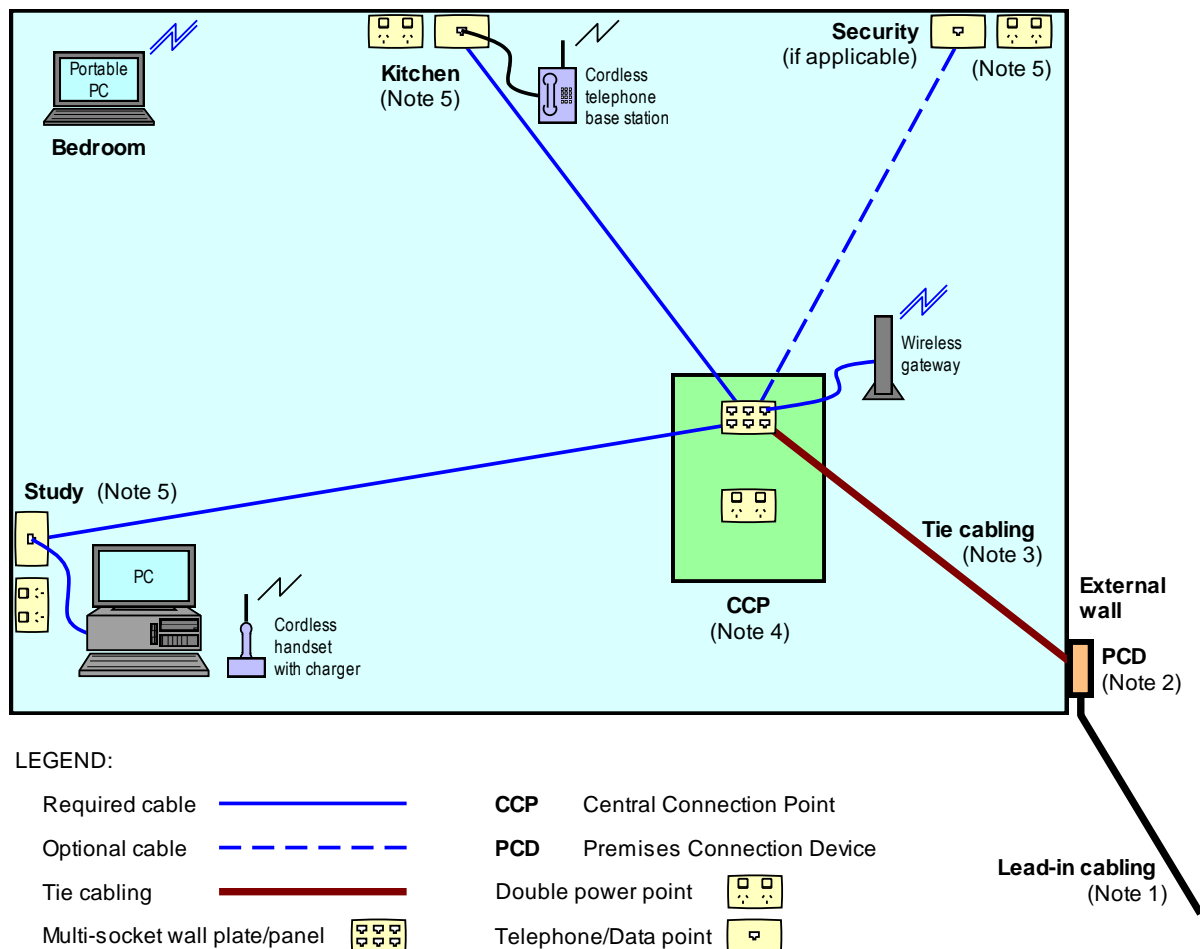 Portable
PC
Bedroom
Kitchen
(Note 5)
Cordless
telephone
base station
Security
(if applicable)
(Note 5)
Wireless
gateway
Study (Note 5)
PC
Cordless
handset
with charger
CCP
(Note 4)
Tie cabling
(Note 3)
External
wall
PCD
(Note 2)
LEGEND:
Required cable
CCP Central Connection Point
Optional cable
PCD Premises Connection Device
Tie cabling
Double power point
Multi-socket wall plate/panel
Telephone/Data point
Lead-in cabling
(Note 1)